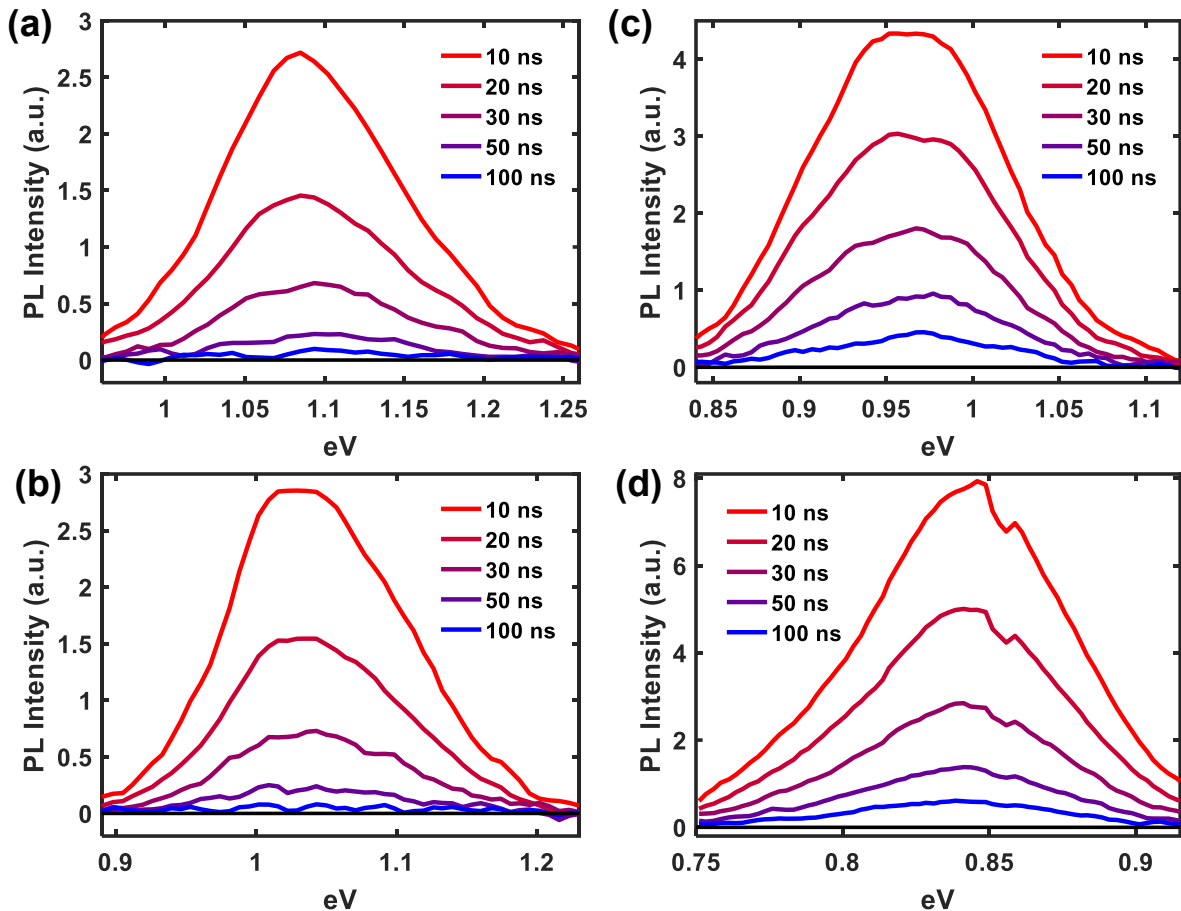 (a)
3
2.5
2
1.5
1
0.5
0
PL Intensity (a.u.)
10 ns
20 ns
30 ns
50 ns
100 ns
1
1.05
1.1
1.15
1.2
1.25
eV
(c)
4
3
2
1
0
PL Intensity (a.u.)
10 ns
20 ns
30 ns
50 ns
100 ns
0.85
0.9
0.95
1
1.05
1.1
eV
(b)
3
2.5
2
1.5
1
0.5
0
PL Intensity (a.u.)
10 ns
20 ns
30 ns
50 ns
100 ns
0.9
1
1.1
1.2
eV
(d)
8
6
4
2
0
PL Intensity (a.u.)
10 ns
20 ns
30 ns
50 ns
100 ns
0.75
0.8
0.85
0.9
eV